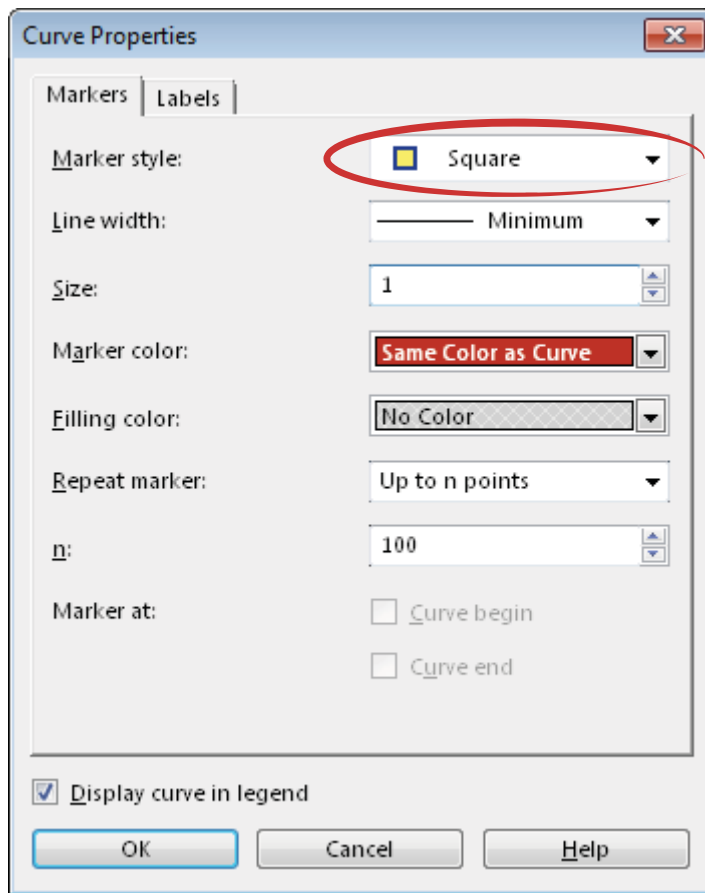 Curve Properties
Markers Labels
Marker style: Square
Line width: Minimum
Size: 1
Marker color: Same Color as Curve
Filling color: No Color
Repeat marker: Up to n points
n: 100
Marker at: Curve begin
Curve end
Display curve in legend
OK Cancel Help